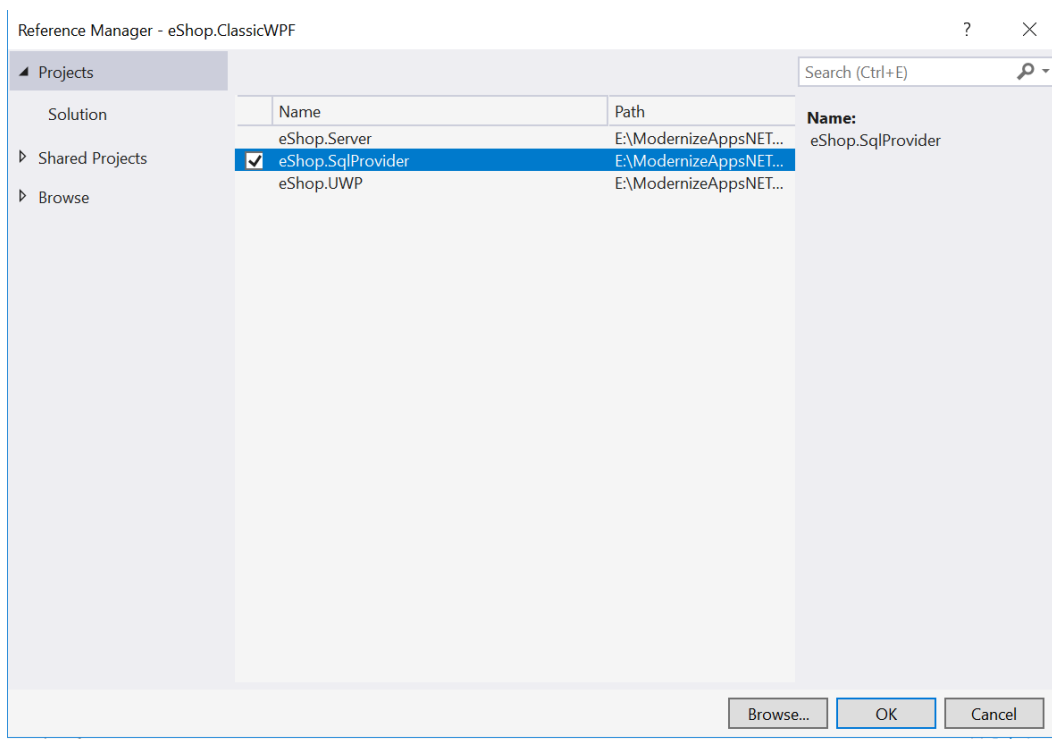 Reference Manager - eShop.ClassicWPF ?
Projects
Solution
Shared Projects
Browse
Search (Ctrl+E)
Name Path
eShop.Server E:\ModernizeAppsNET...
eShop.SqlProvider E:\ModernizeAppsNET...
eShop.UWP E:\ModernizeAppsNET...
Name:
eShop.SqlProvider
Browse... OK Cancel